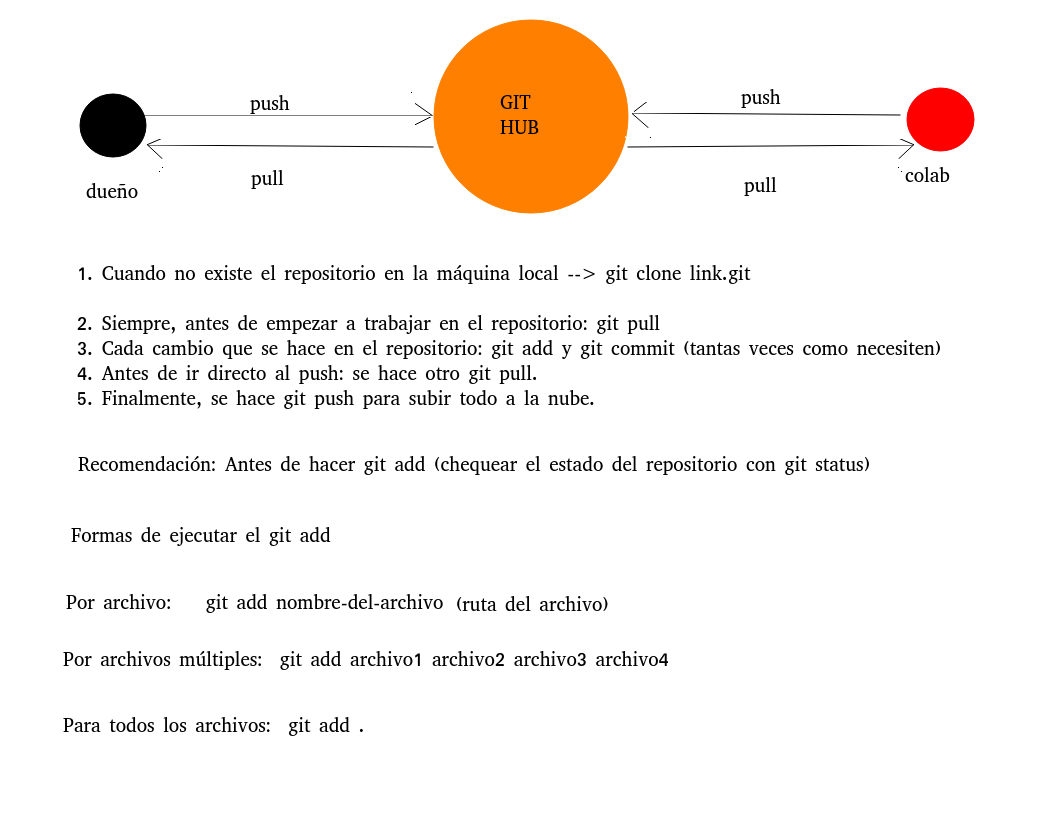 push
GIT
HUB
push
pull
dueño
pull
colab
1. Cuando no existe el repositorio en la máquina local --> git clone link.git
2. Siempre, antes de empezar a trabajar en el repositorio: git pull
3. Cada cambio que se hace en el repositorio: git add y git commit (tantas veces como necesiten)
4. Antes de ir directo al push: se hace otro git pull.
5. Finalmente, se hace git push para subir todo a la nube.
Recomendación: Antes de hacer git add (chequear el estado del repositorio con git status)
Formas de ejecutar el git add
Por archivo: git add nombre-del-archivo (ruta del archivo)
Por archivos múltiples: git add archivo1 archivo2 archivo3 archivo4
Para todos los archivos: git add .